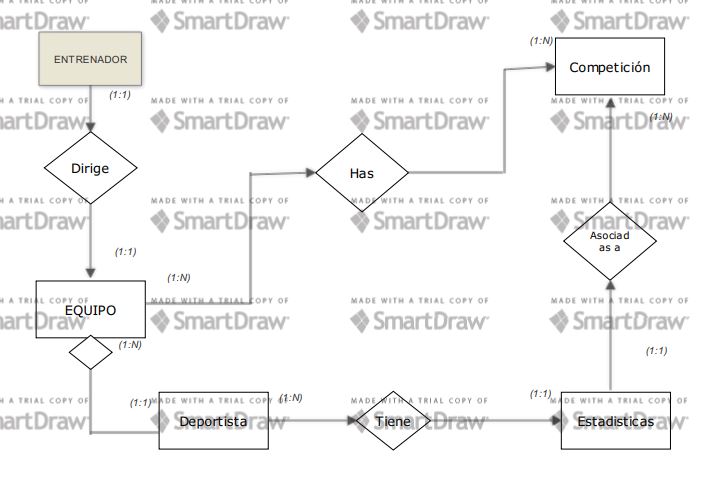 MADE WITH A TRIAL COPY OF
SmartDraw
ENTRENADOR
(1:1)
(1:N)
Competición
(1:N)
Dirige
Has
(1:1)
(1:N)
Asociad
as a
EQUIPO
(1:N)
(1:1)
(1:1)
(1:N)
(1:1)
Deportista
Tiene
Estadisticas